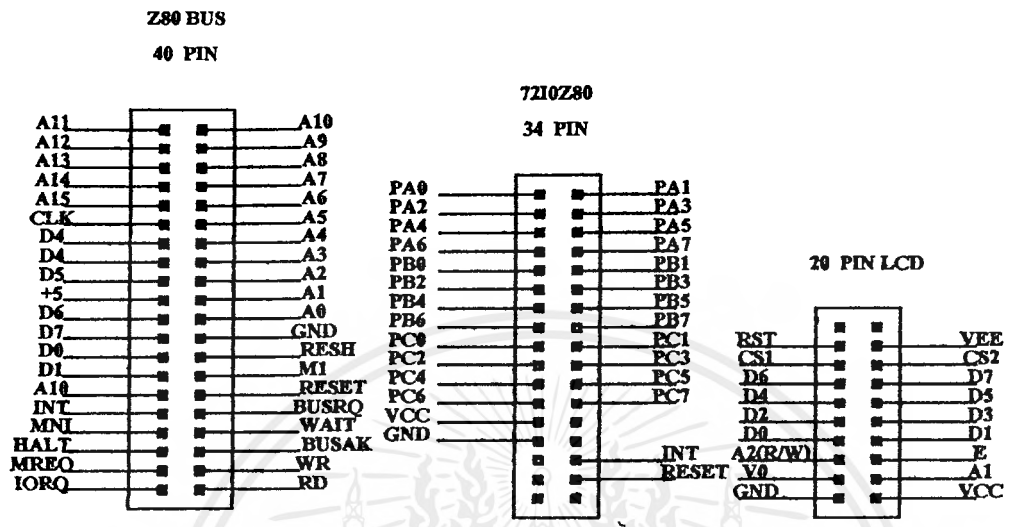 Z80 BUS
40 PIN
A11 A10
A12 A9
A13 A8
A14 A7
A15 A6
CLK A5
D4 A4
D4 A3
D5 A2
+5 A1
D6 A0
D7 GND
D0 RESH
D1 M1
A10 RESET
INT BUSRQ
MNI WAIT
HALT BUSAK
MREQ WR
IORQ RD
72I0Z80
34 PIN
PA0 PA1
PA2 PA3
PA4 PA5
PA6 PA7
PB0 PB1
PB2 PB3
PB4 PB5
PB6 PB7
PC0 PC1
PC2 PC3
PC4 PC5
PC6 PC7
VCC
GND
INT
RESET
20 PIN LCD
RST VEE
CS1 CS2
D6 D7
D4 D5
D2 D3
D0 D1
A2(R/W) E
V0 A1
GND VCC